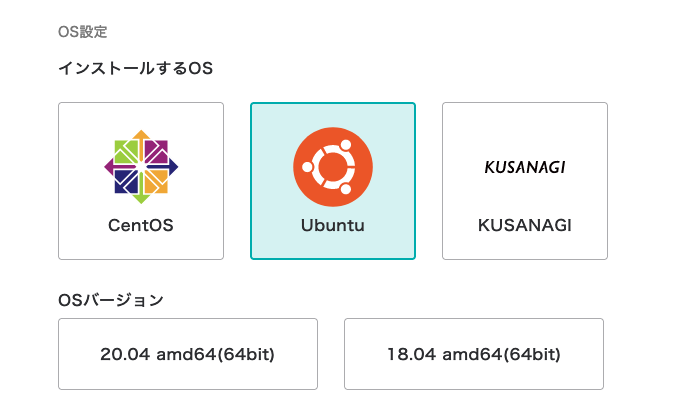 OS設定
インストールするOS
KUSANAGI
CentOS
Ubuntu
KUSANAGI
OSバージョン
20.04 amd64(64bit)
18.04 amd64(64bit)